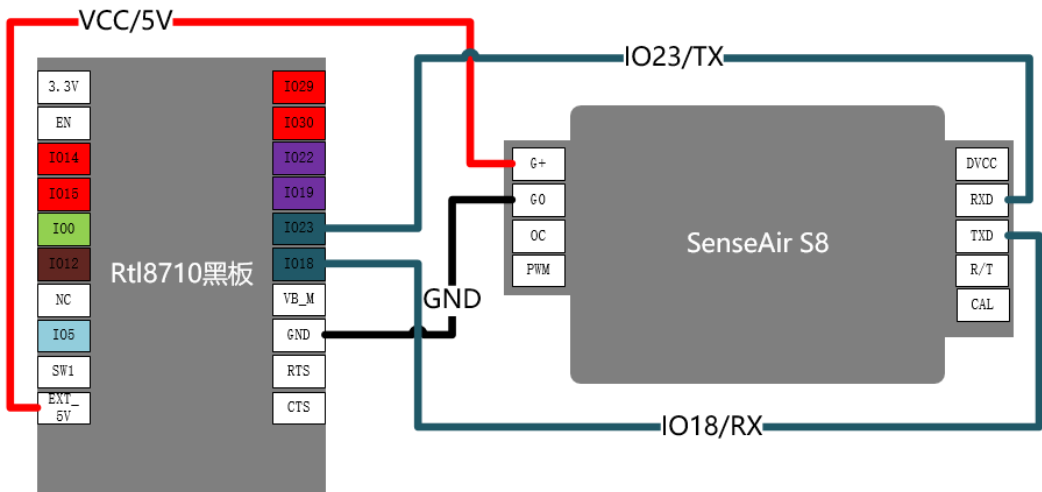 VCC/5V
IO23/TX
3.3V
EN
IO14
IO15
IO0
IO12
NC
IO5
SW1
EXT_
5V
Rtl8710黑板
IO29
IO30
IO22
IO19
IO23
IO18
VB_M
GND
RTS
CTS
GND
G+
G0
OC
PWM
SenseAir S8
DVCC
RXD
TXD
R/T
CAL
IO18/RX